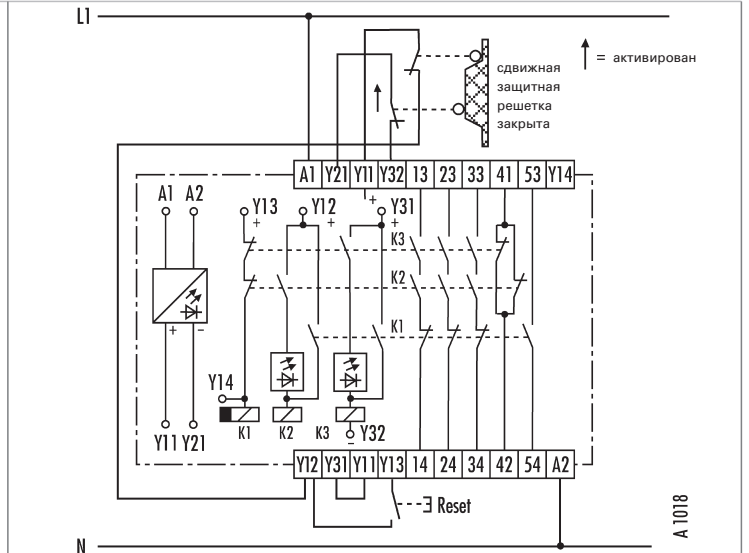 L1
сдвижная
защитная
решетка
закрыта
= активирован
A1 Y21 Y11 Y32 13 23 33 41 53 Y14
A1 A2 Y13 Y12 Y31
+ + + +
K3
K2
K1
+ −
Y14
K1 K2 K3 Y32
−
Y11 Y21
Y12 Y31 Y11 Y13 14 24 34 42 54 A2
Reset
A 1018
N